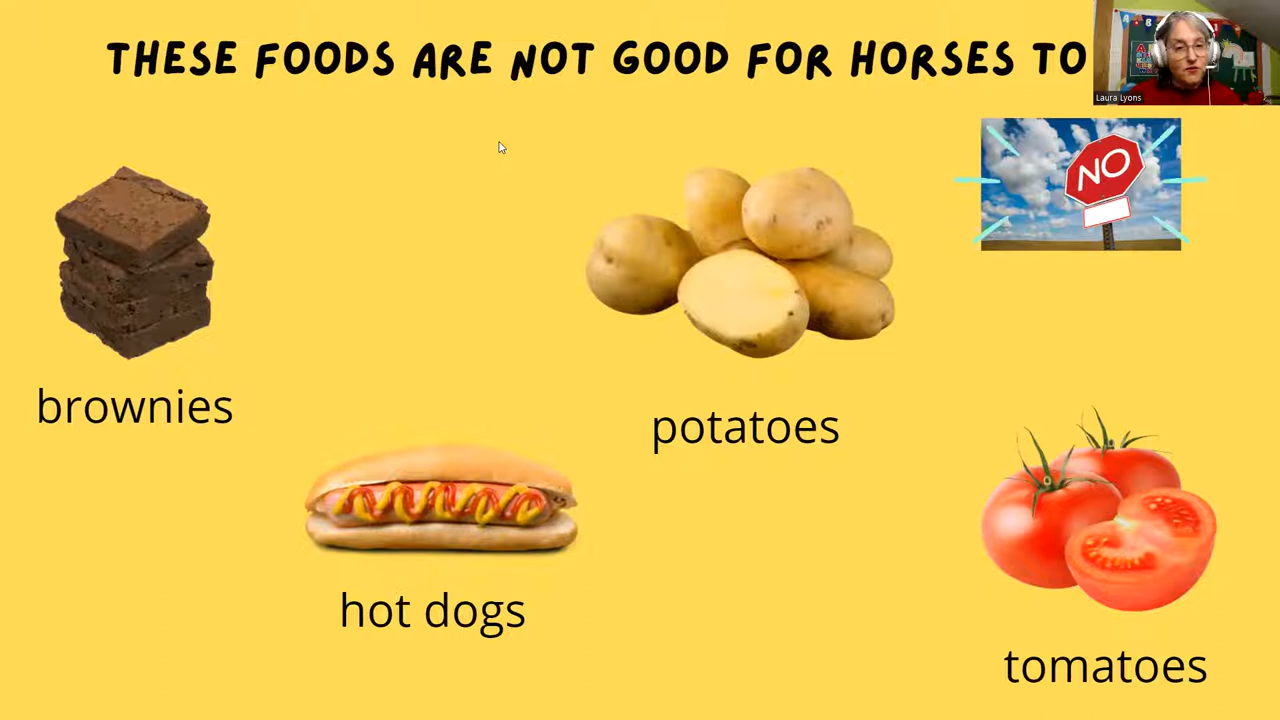 THESE FOODS ARE NOT GOOD FOR HORSES TO
Laura Lyons
NO
brownies
potatoes
hot dogs
tomatoes